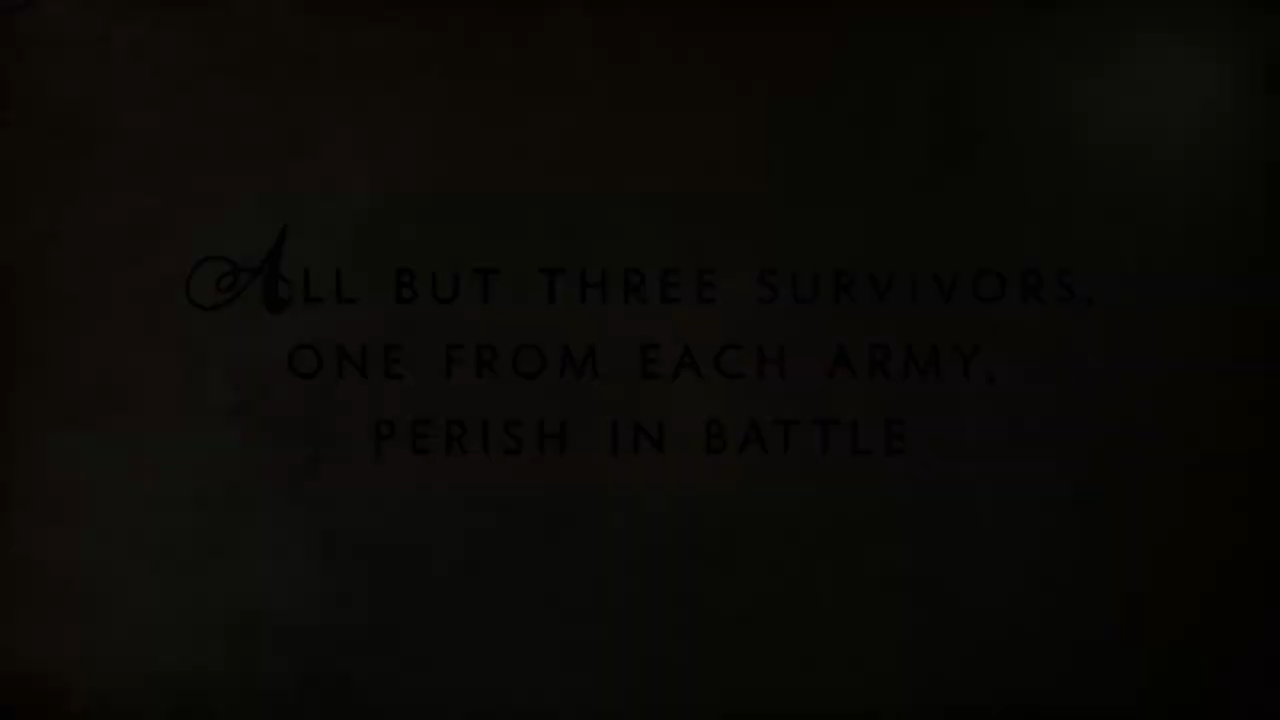 ALL BUT THREE SURVIVORS,
ONE FROM EACH ARMY,
PERISH IN BATTLE